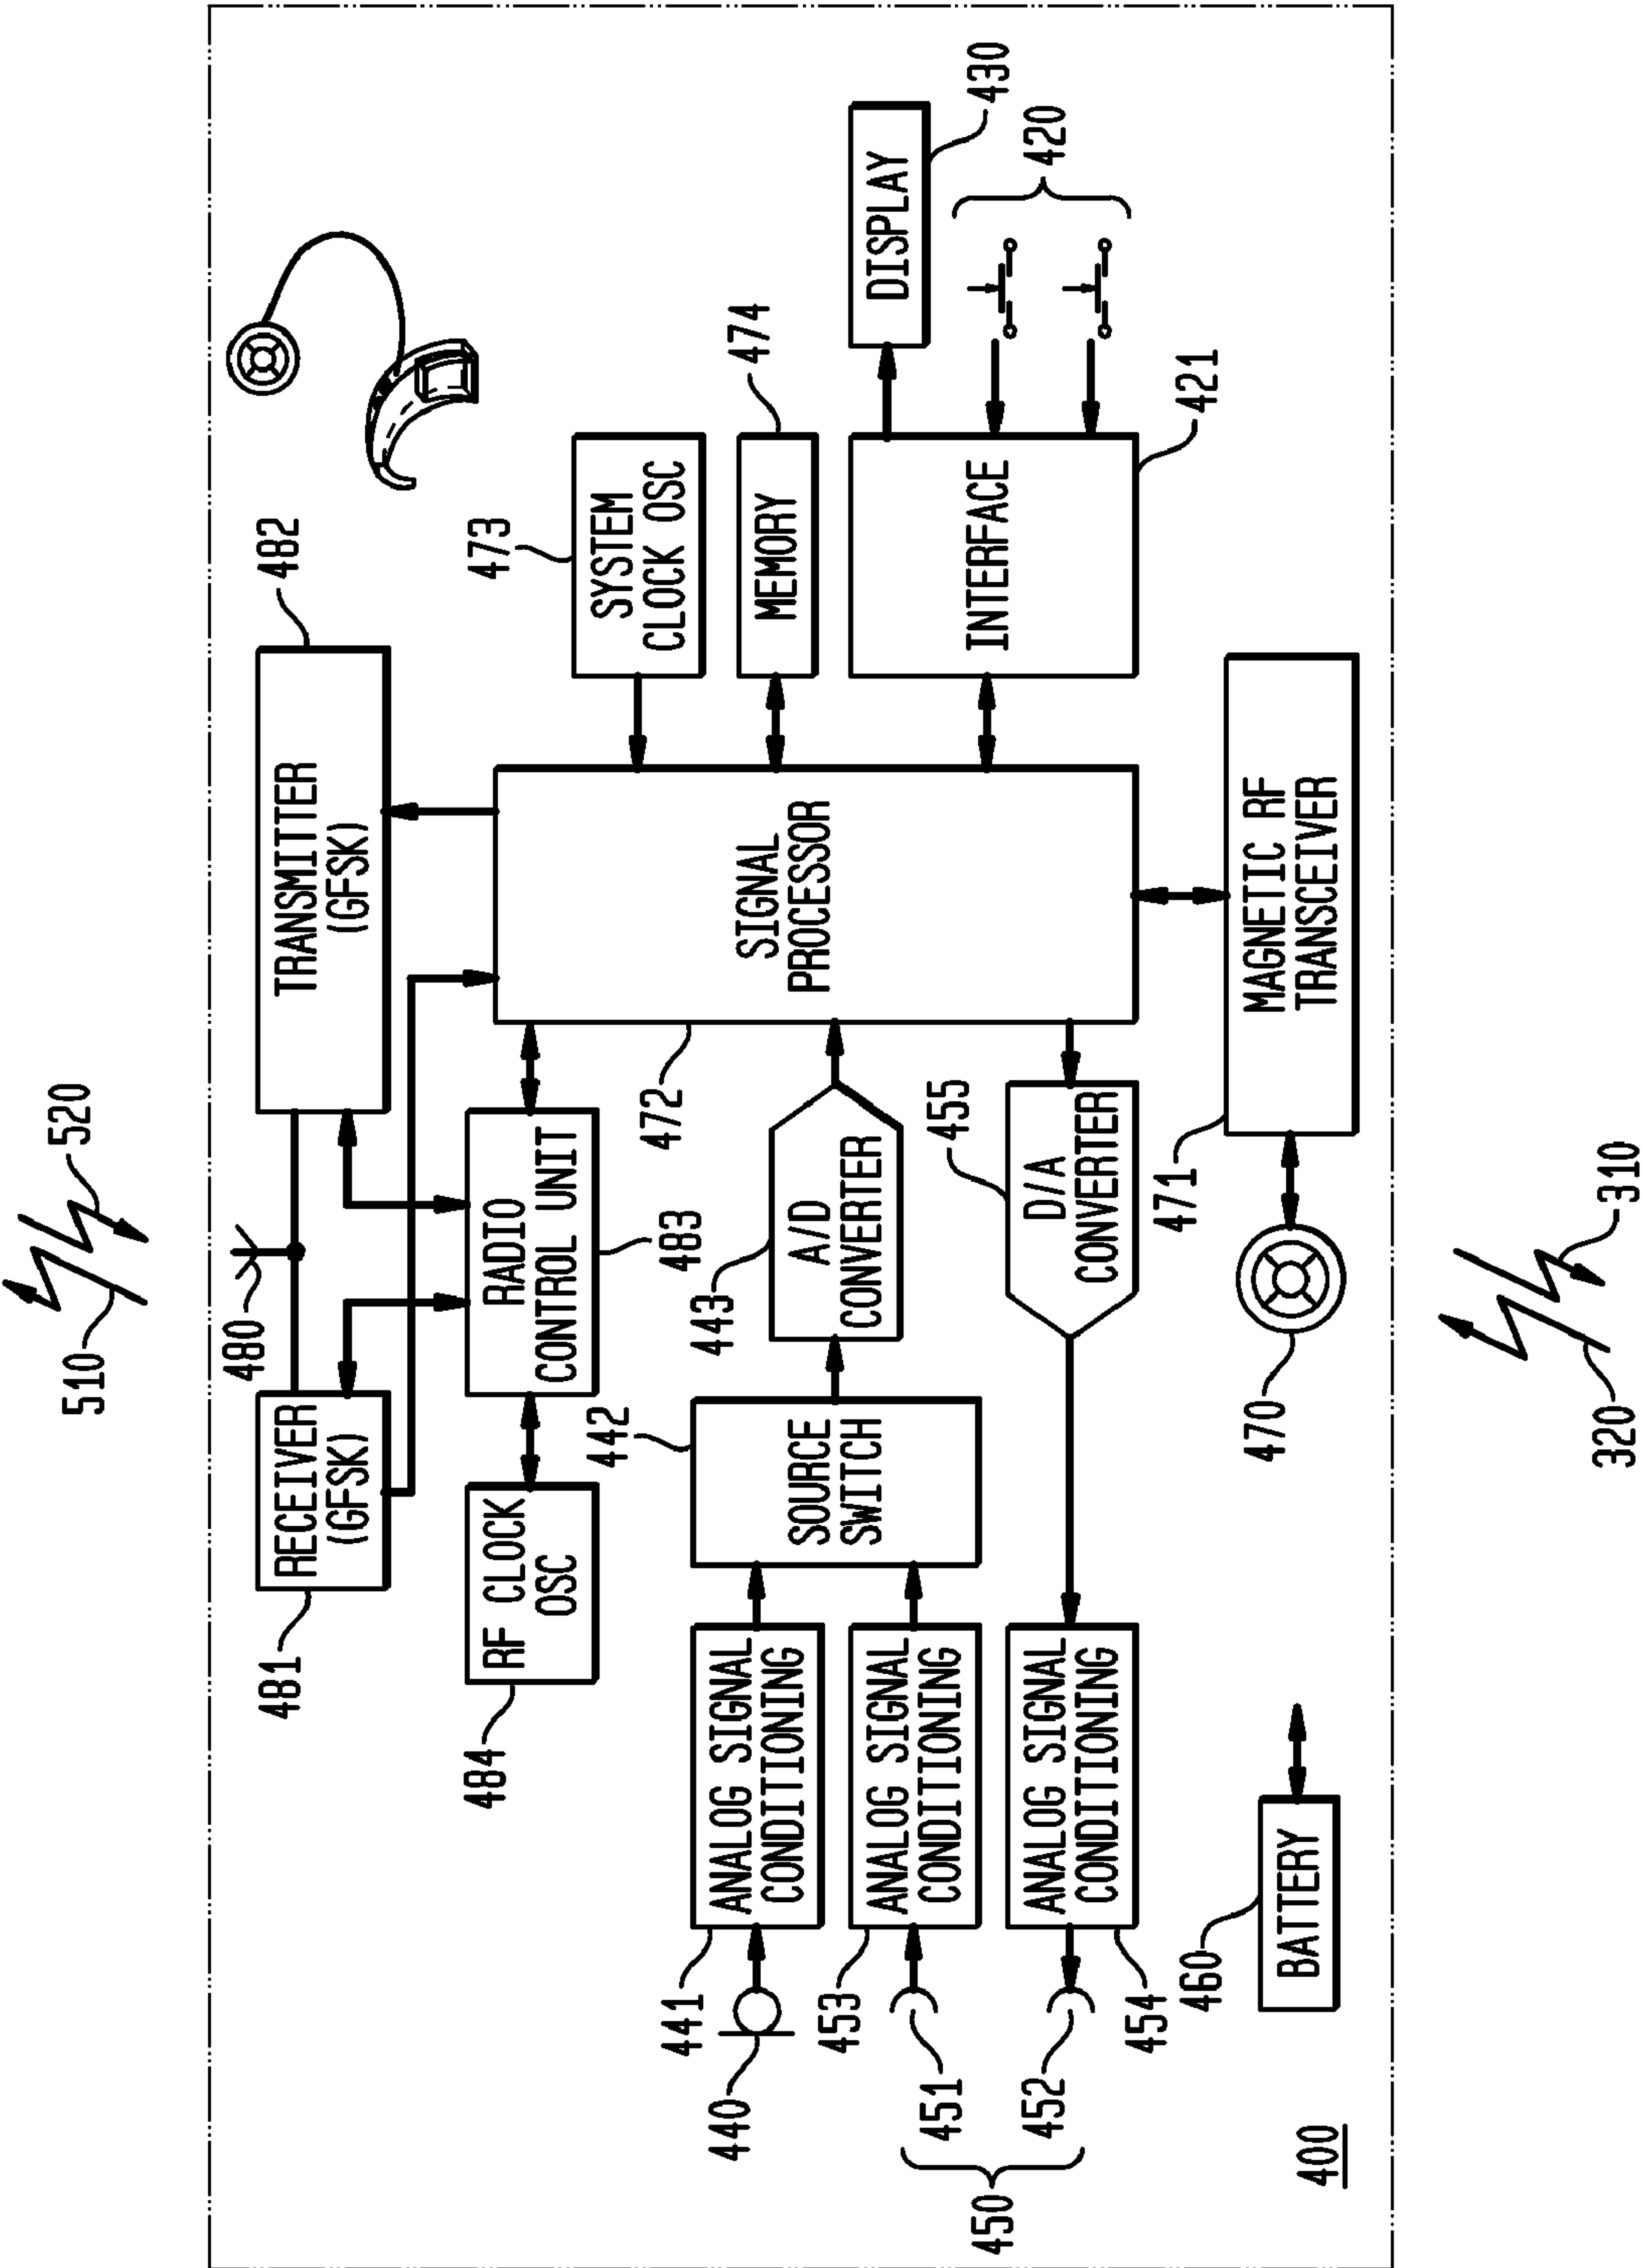 510
520
480
481
RECEIVER
(GFSK)
TRANSMITTER
(GFSK)
482
484
RF CLOCK
OSC
RADIO
CONTROL UNIT
483
473
SYSTEM
CLOCK OSC
474
MEMORY
472
SIGNAL
PROCESSOR
440
441
ANALOG SIGNAL
CONDITIONING
442
SOURCE
SWITCH
443
A/D
CONVERTER
DISPLAY
430
420
450
451
453
ANALOG SIGNAL
CONDITIONING
INTERFACE
421
452
454
ANALOG SIGNAL
CONDITIONING
455
D/A
CONVERTER
460
BATTERY
470
471
MAGNETIC RF
TRANSCEIVER
400
320
310